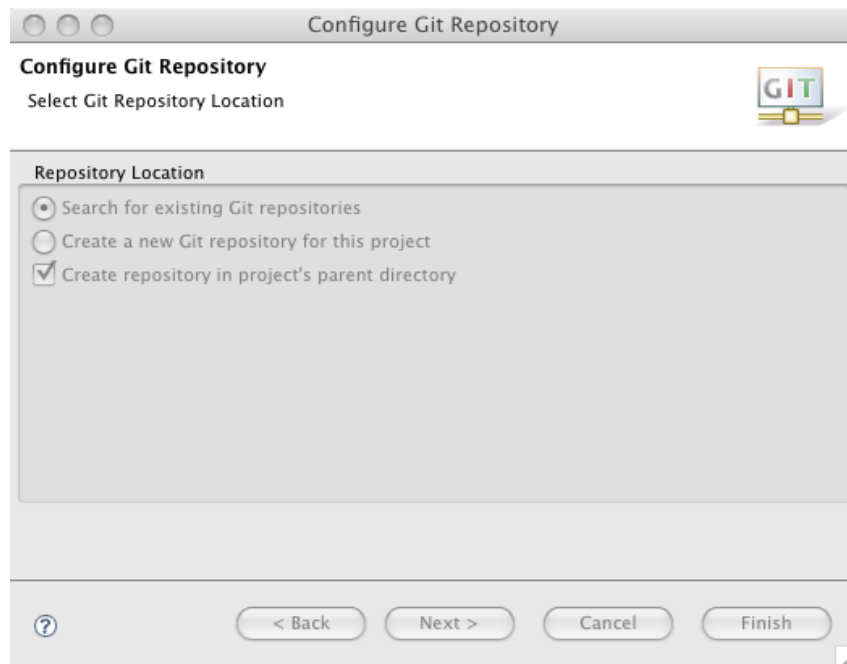 Configure Git Repository
Configure Git Repository
Select Git Repository Location
GIT
Repository Location
Search for existing Git repositories
Create a new Git repository for this project
Create repository in project's parent directory
?
< Back Next > Cancel Finish